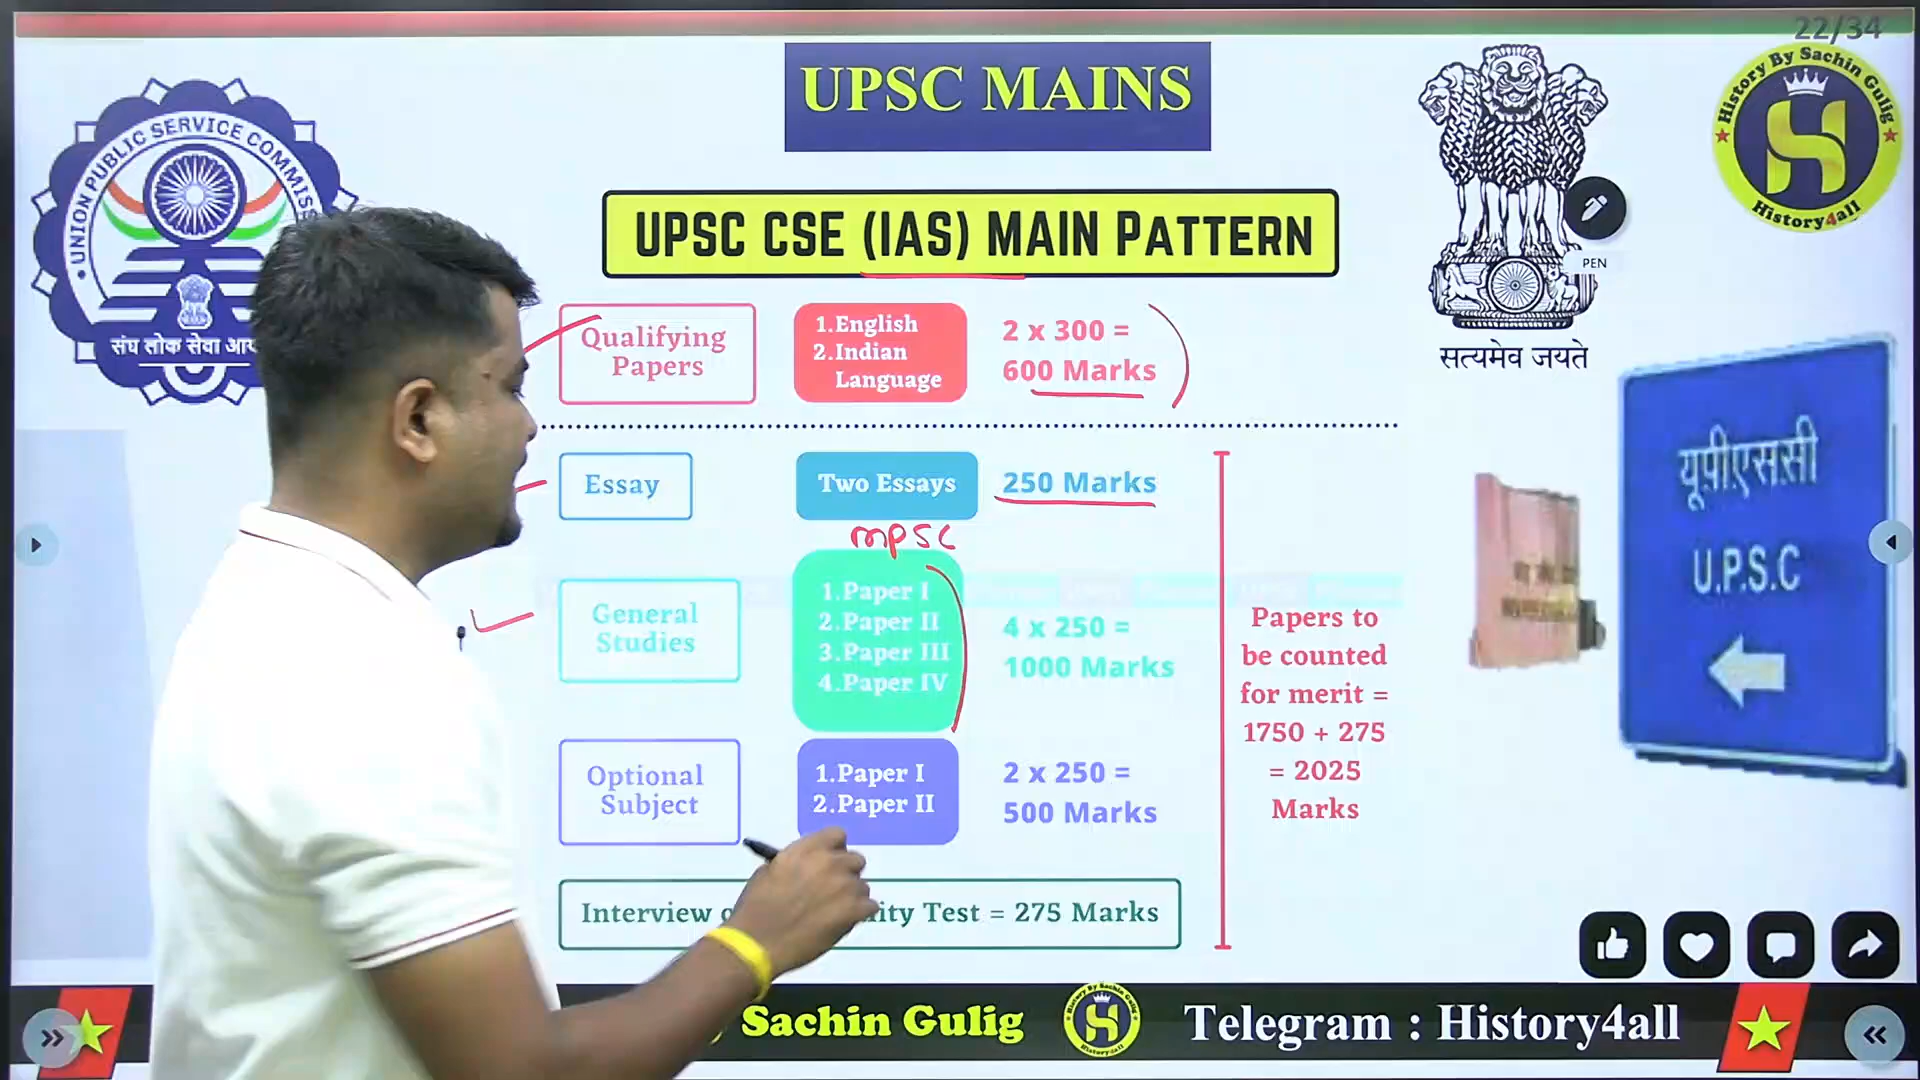 22/34
UPSC MAINS
UNION PUBLIC SERVICE
संघ लोक सेवा
History By Sachin Gulig
History4all
UPSC CSE (IAS) MAIN PATTERN
PEN
सत्यमेव जयते
Qualifying
Papers
1.English
2.Indian
Language
2 x 300 =
600 Marks
Essay
Two Essays
250 Marks
mpsc
General
Studies
1.Paper I
2.Paper II
3.Paper III
4.Paper IV
4 x 250 =
1000 Marks
Optional
Subject
1.Paper I
2.Paper II
2 x 250 =
500 Marks
Interview
Test = 275 Marks
Papers to
be counted
for merit =
1750 + 275
= 2025
Marks
यूपीएससी
U.P.S.C
Sachin Gulig
Telegram : History4all